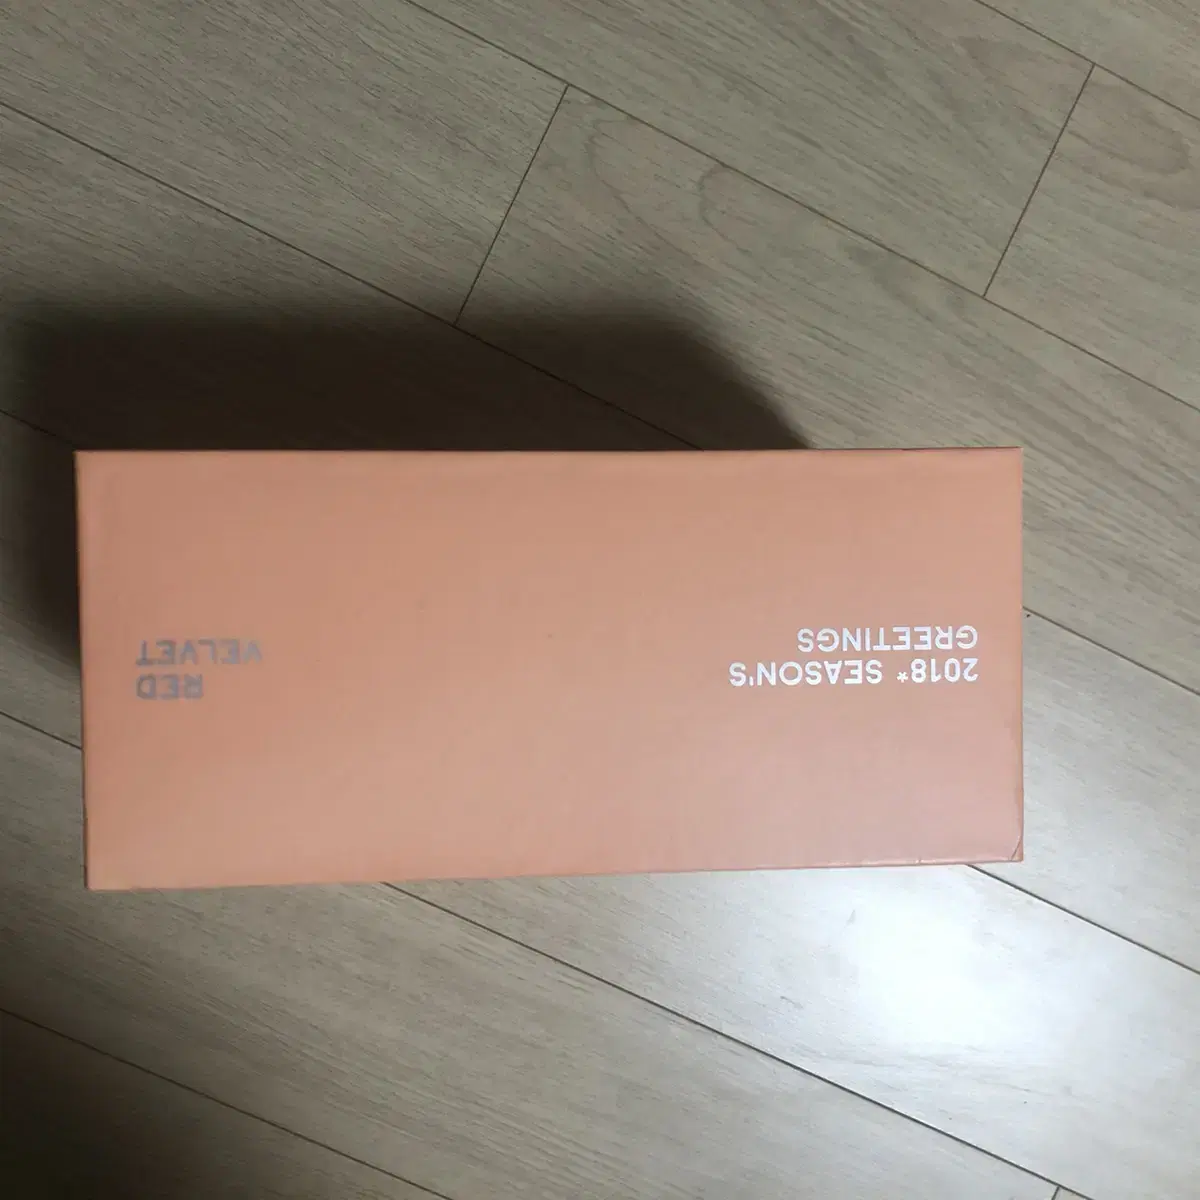 2018* SEASON'S
GREETINGS
RED
VELVET